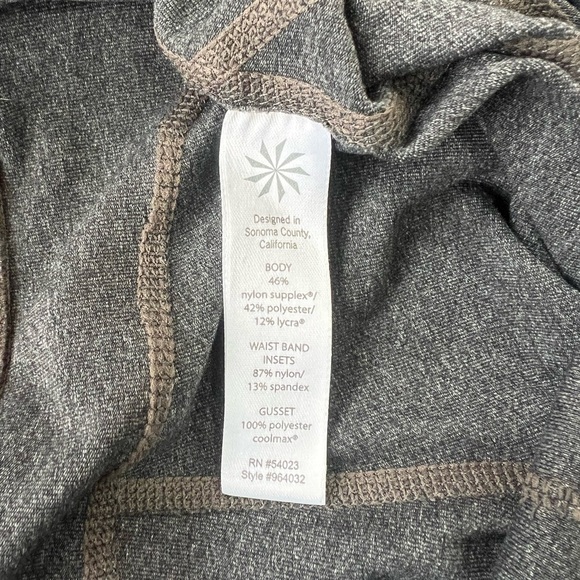 Designed in
Sonoma County,
California
BODY
46%
nylon supplex®/
42% polyester/
12% lycra®
WAIST BAND
INSETS
87% nylon/
13% spandex
GUSSET
100% polyester
coolmax®
RN #54023
Style #964032